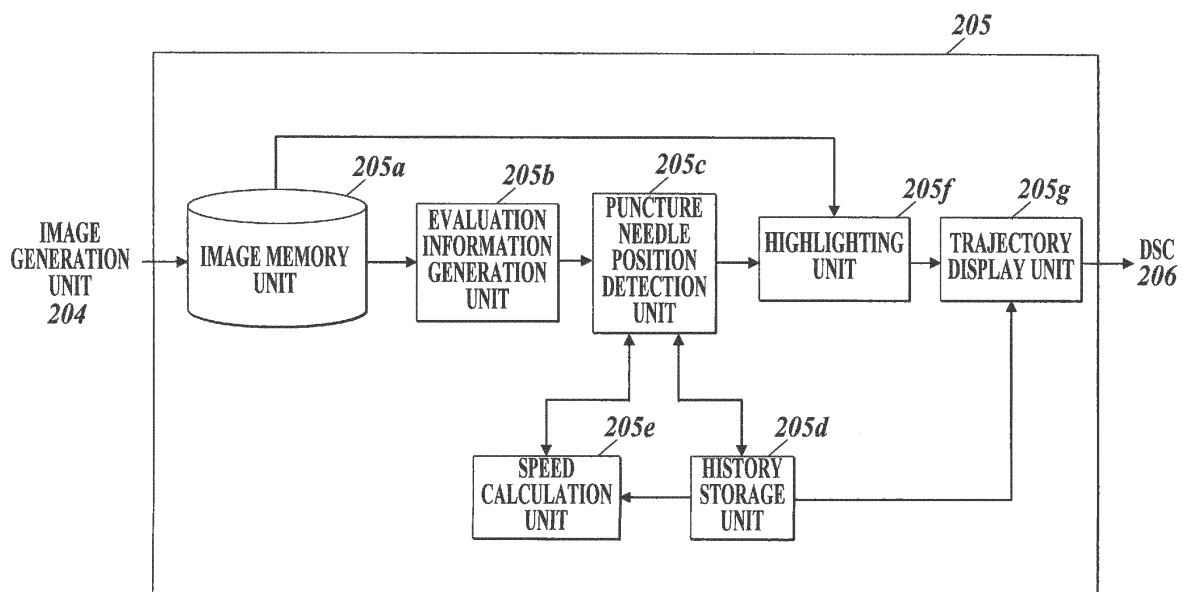 205
205a
205b
205c
205f
205g
IMAGE
GENERATION
UNIT
204
IMAGE MEMORY
UNIT
EVALUATION
INFORMATION
GENERATION
UNIT
PUNCTURE
NEEDLE
POSITION
DETECTION
UNIT
HIGHLIGHTING
UNIT
TRAJECTORY
DISPLAY UNIT
DSC
206
205e
205d
SPEED
CALCULATION
UNIT
HISTORY
STORAGE
UNIT